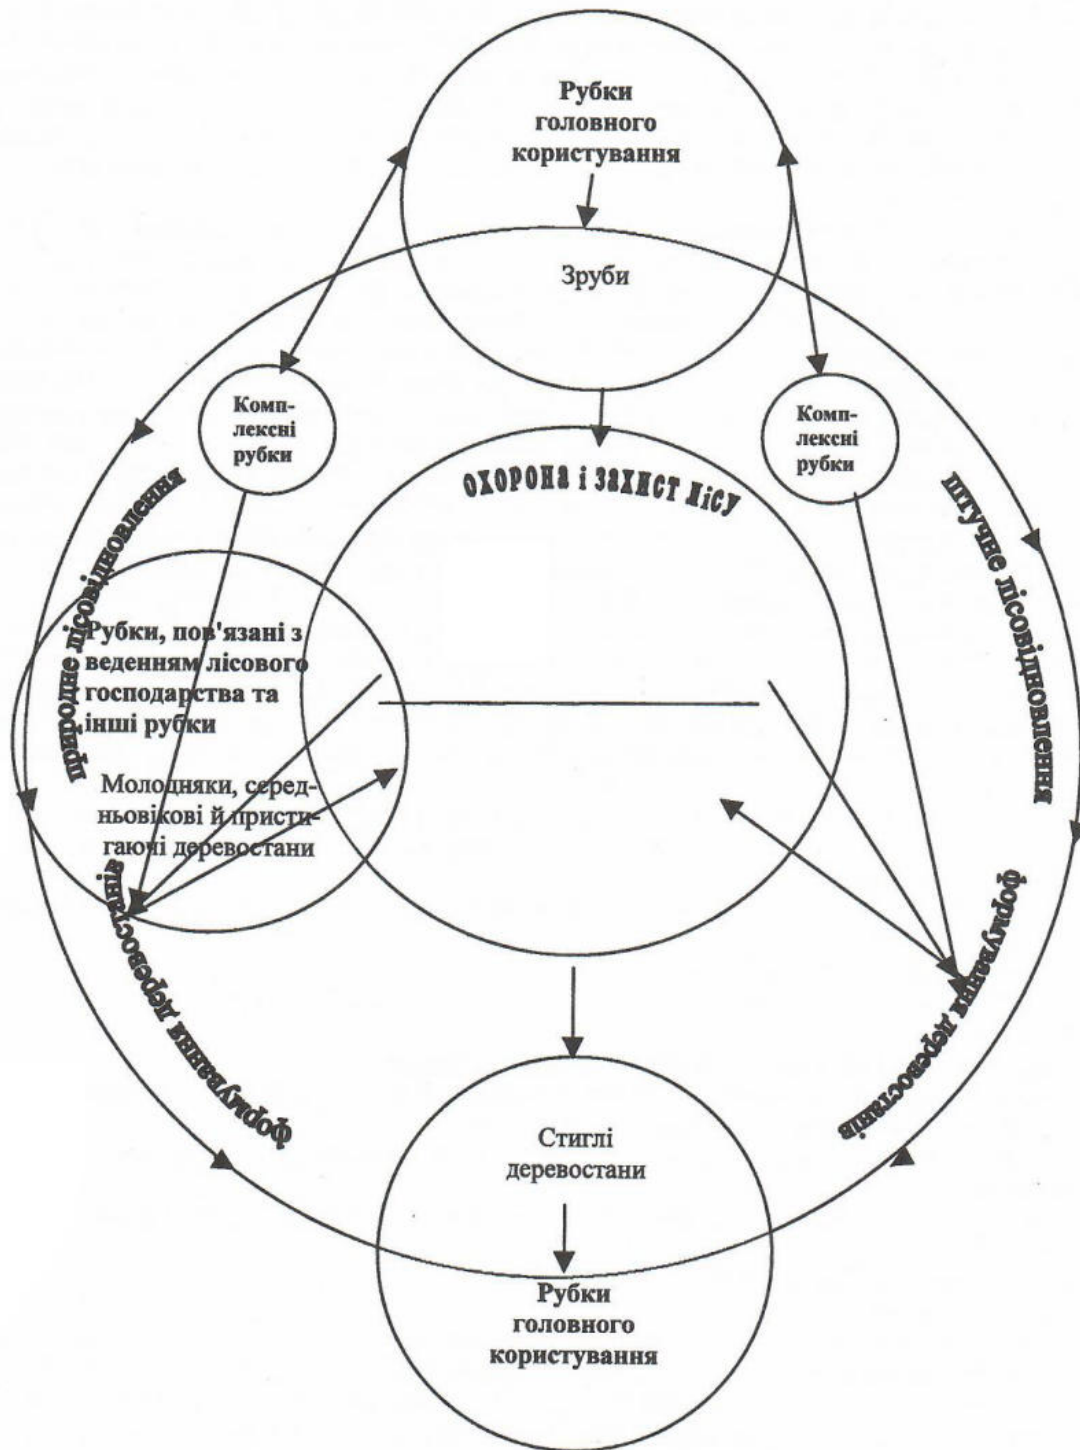 Рубки
головного
користування
Зруби
Комп-
лексні
рубки
Комп-
лексні
рубки
охорона і захист лісу
природне лісовідновлення
штучне лісовідновлення
Рубки, пов'язані з
веденням лісового
господарства та
інші рубки
Молодняки, серед-
ньовікові й присти-
гаючі деревостани
формування деревостанів
формування деревостанів
Стиглі
деревостани
Рубки
головного
користування